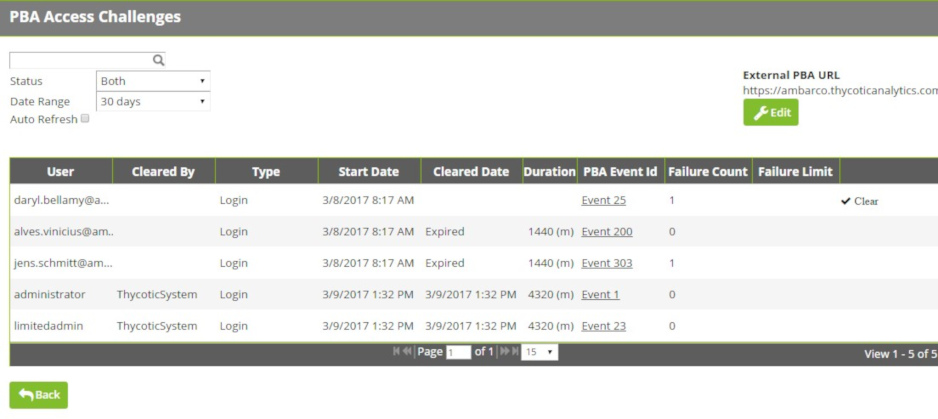 PBA Access Challenges
Status Both
Date Range 30 days
Auto Refresh
External PBA URL
https://ambarco.thycoticanalytics.com
Edit
User Cleared By Type Start Date Cleared Date Duration PBA Event Id Failure Count Failure Limit
daryl.bellamy@a... Login 3/8/2017 8:17 AM Event 25 1 Clear
alves.vinicius@am.. Login 3/8/2017 8:17 AM Expired 1440 (m) Event 200 0
jens.schmitt@am... Login 3/8/2017 8:17 AM Expired 1440 (m) Event 303 1
administrator ThycoticSystem Login 3/9/2017 1:32 PM 3/9/2017 1:32 PM 4320 (m) Event 1 0
limitedadmin ThycoticSystem Login 3/9/2017 1:32 PM 3/9/2017 1:32 PM 4320 (m) Event 23 0
Page 1 of 1 15 View 1 - 5 of 5
Back